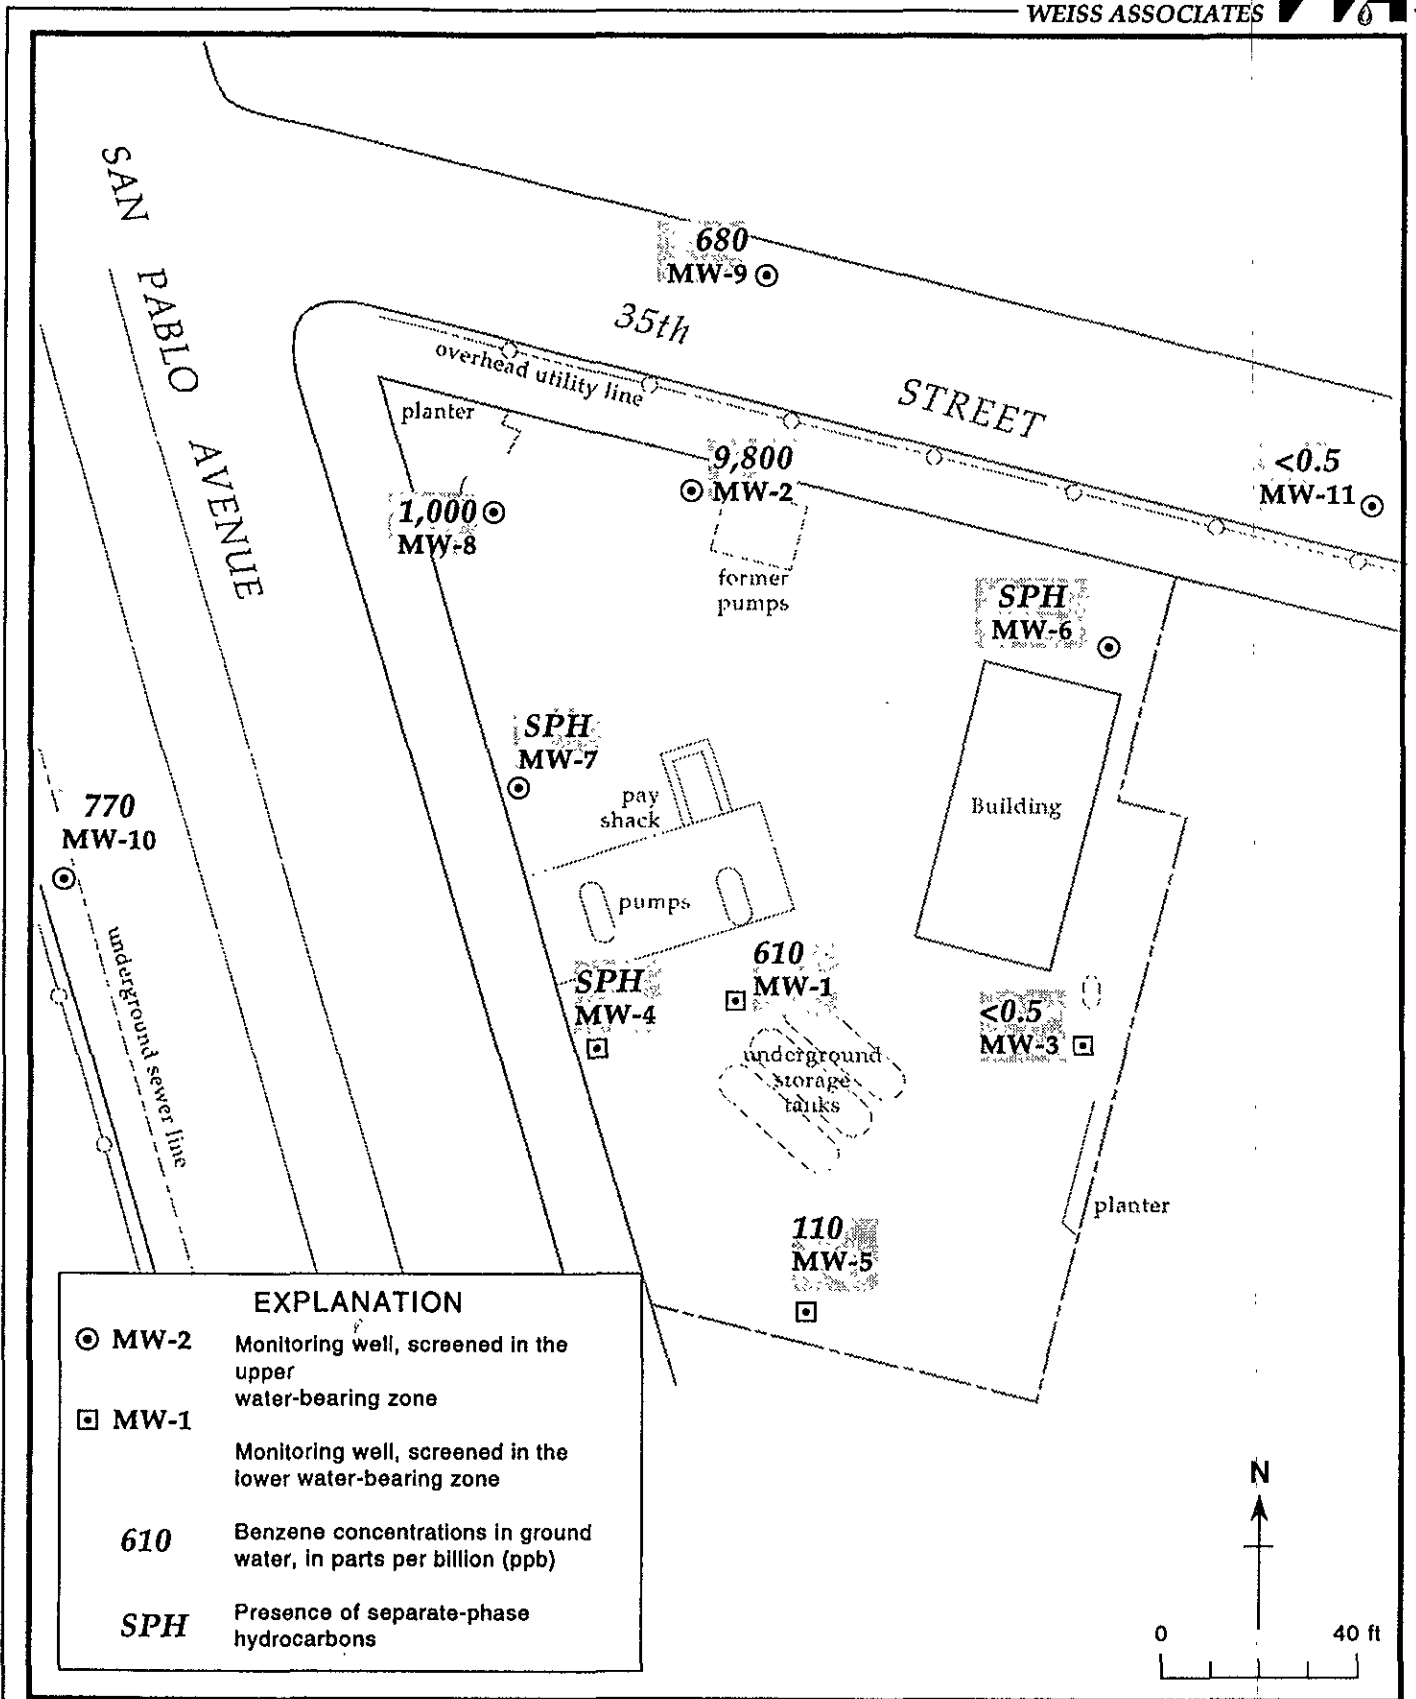 WEISS ASSOCIATES
SAN PABLO AVENUE
680
MW-9
35th STREET
overhead utility line
planter
9,800
MW-2
<0.5
MW-11
1,000
MW-8
former
pumps
SPH
MW-6
SPH
MW-7
pay
shack
Building
770
MW-10
pumps
610
MW-1
SPH
MW-4
<0.5
MW-3
underground
storage
tanks
underground sewer line
planter
110
MW-5
EXPLANATION
MW-2 Monitoring well, screened in the
upper
water-bearing zone
MW-1
Monitoring well, screened in the
lower water-bearing zone
610 Benzene concentrations in ground
water, in parts per billion (ppb)
SPH Presence of separate-phase
hydrocarbons
N
0 40 ft